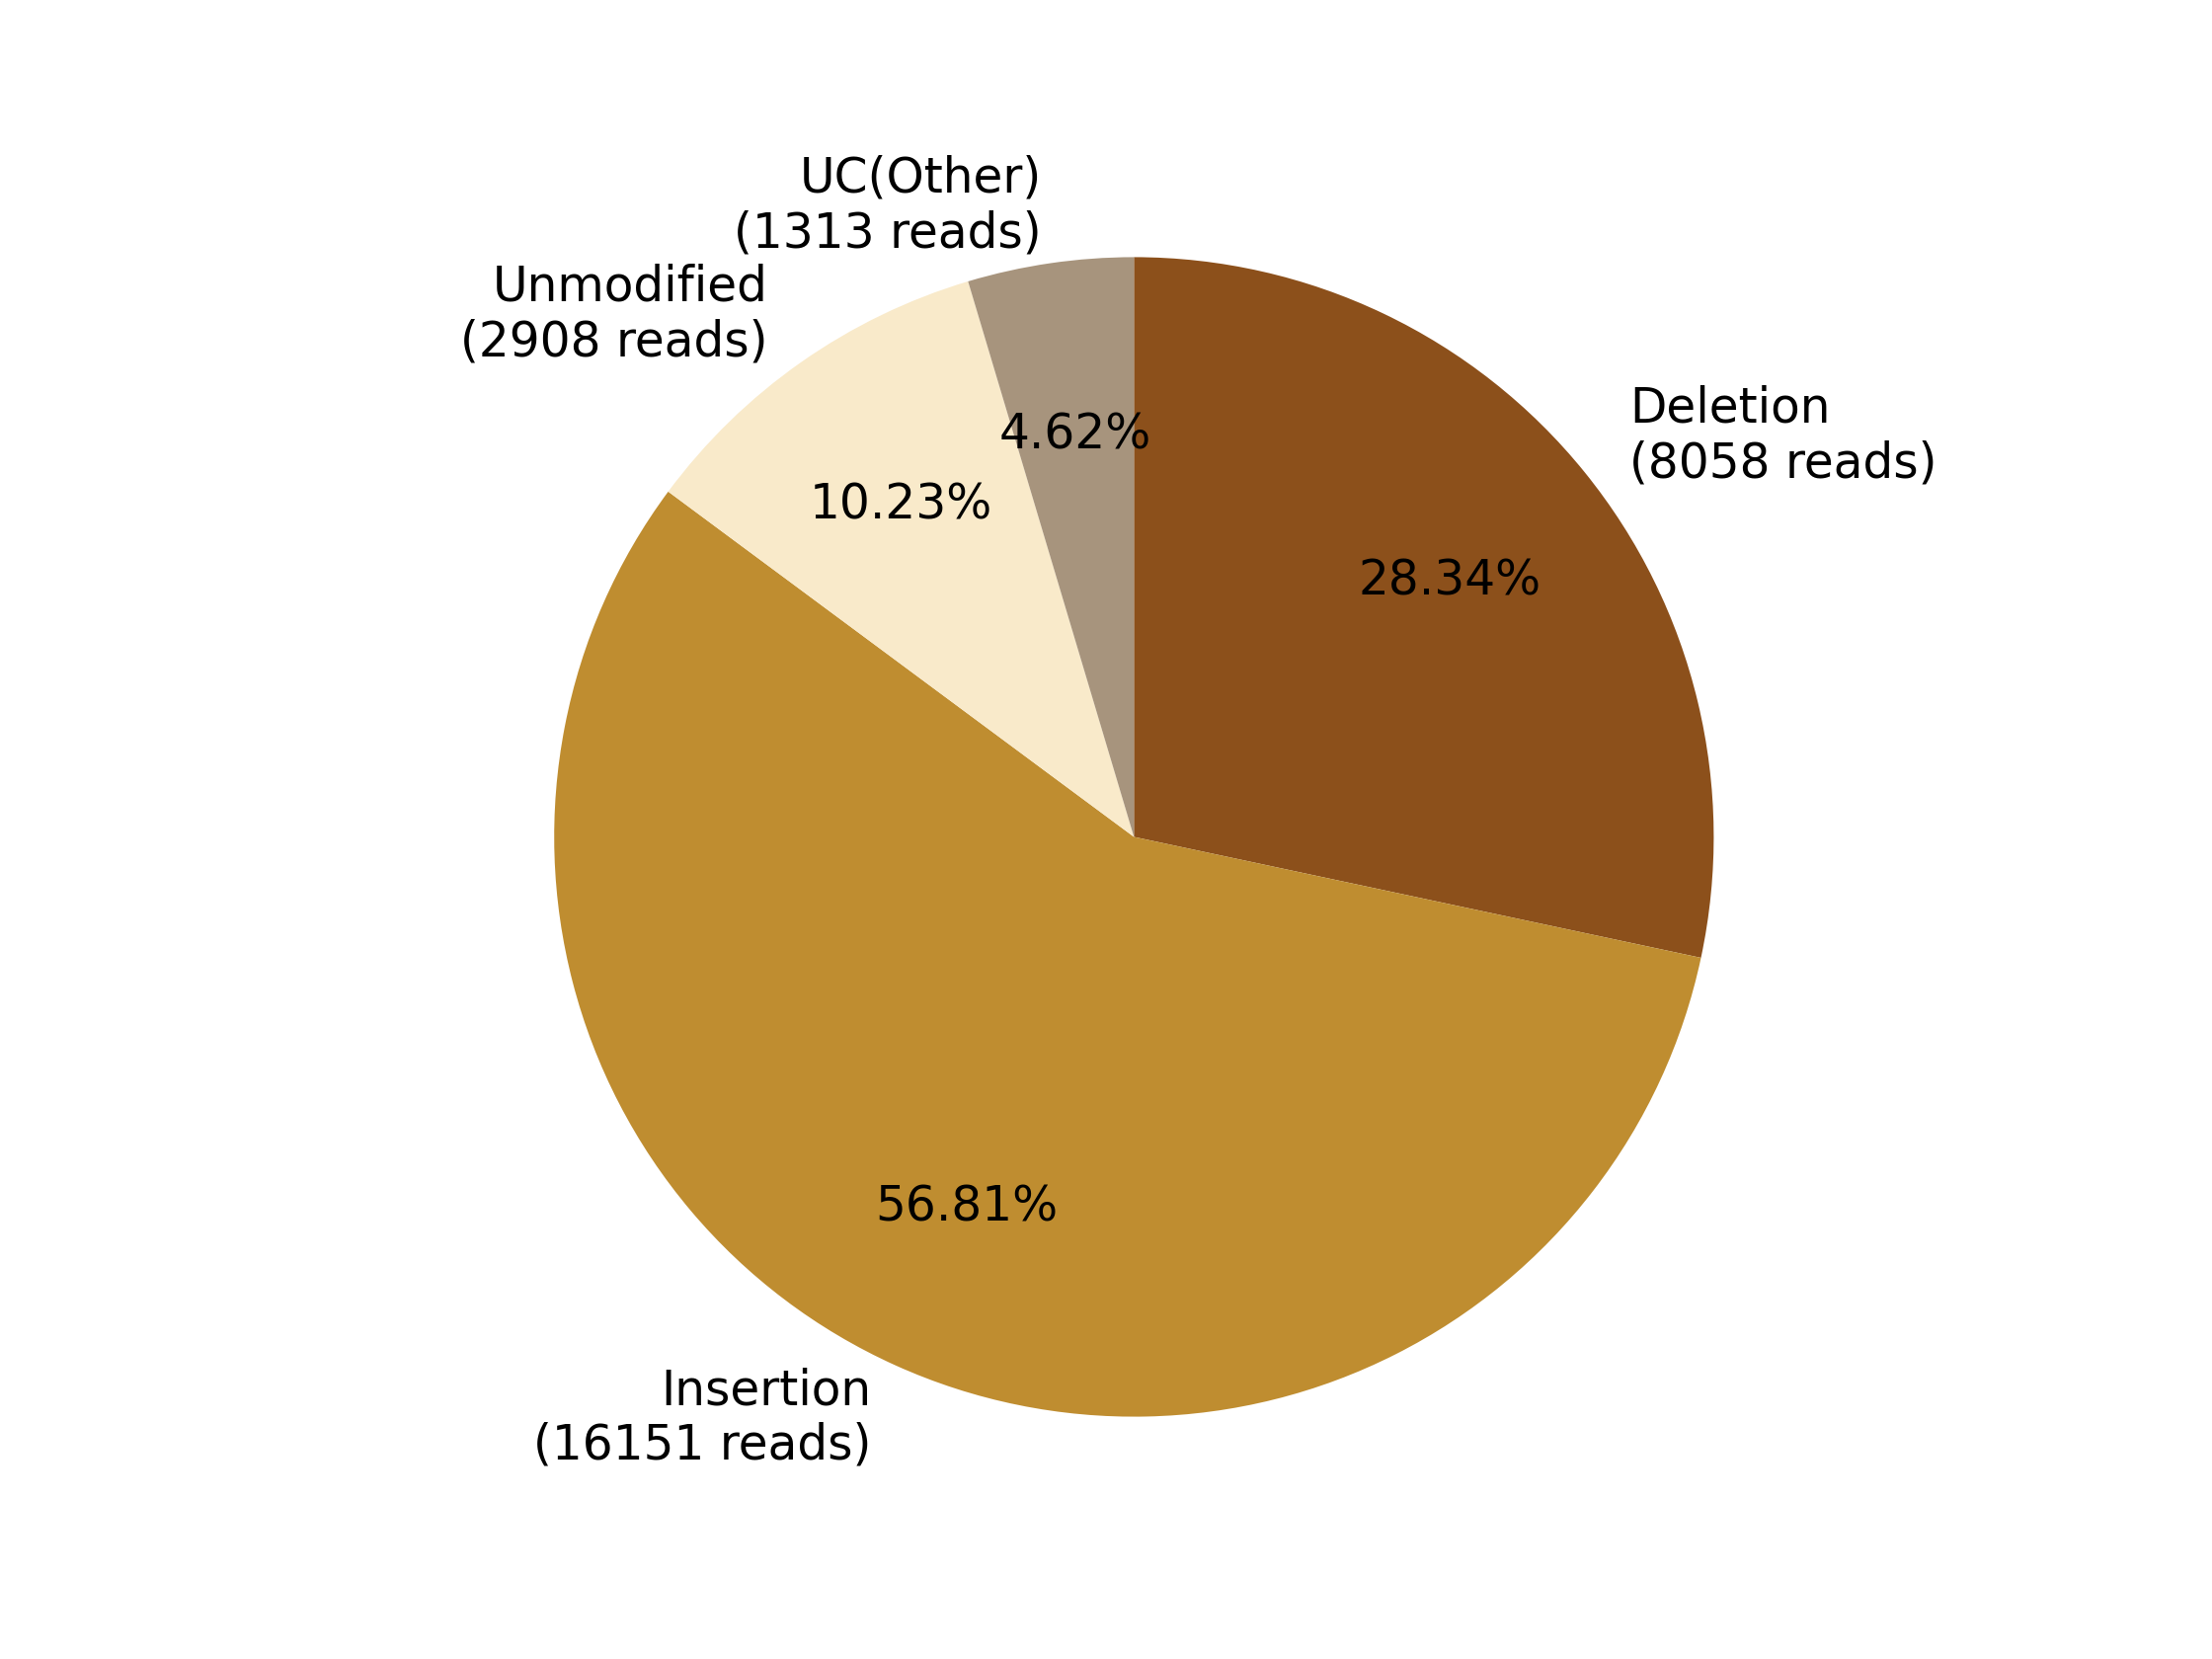 UC(Other)
(1313 reads)
Unmodified
(2908 reads)
Deletion
(8058 reads)
4.62%
10.23%
28.34%
56.81%
Insertion
(16151 reads)